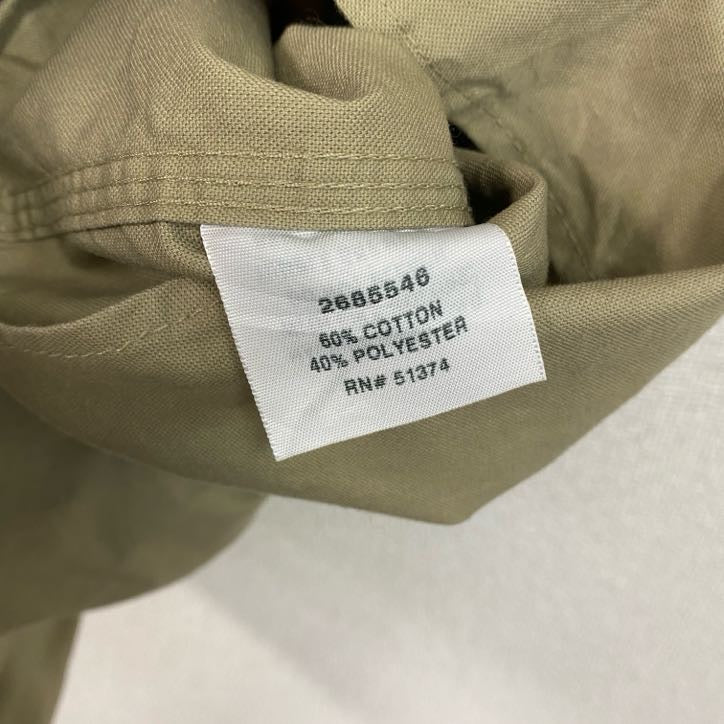 2685546
60% COTTON
40% POLYESTER
RN# 51374